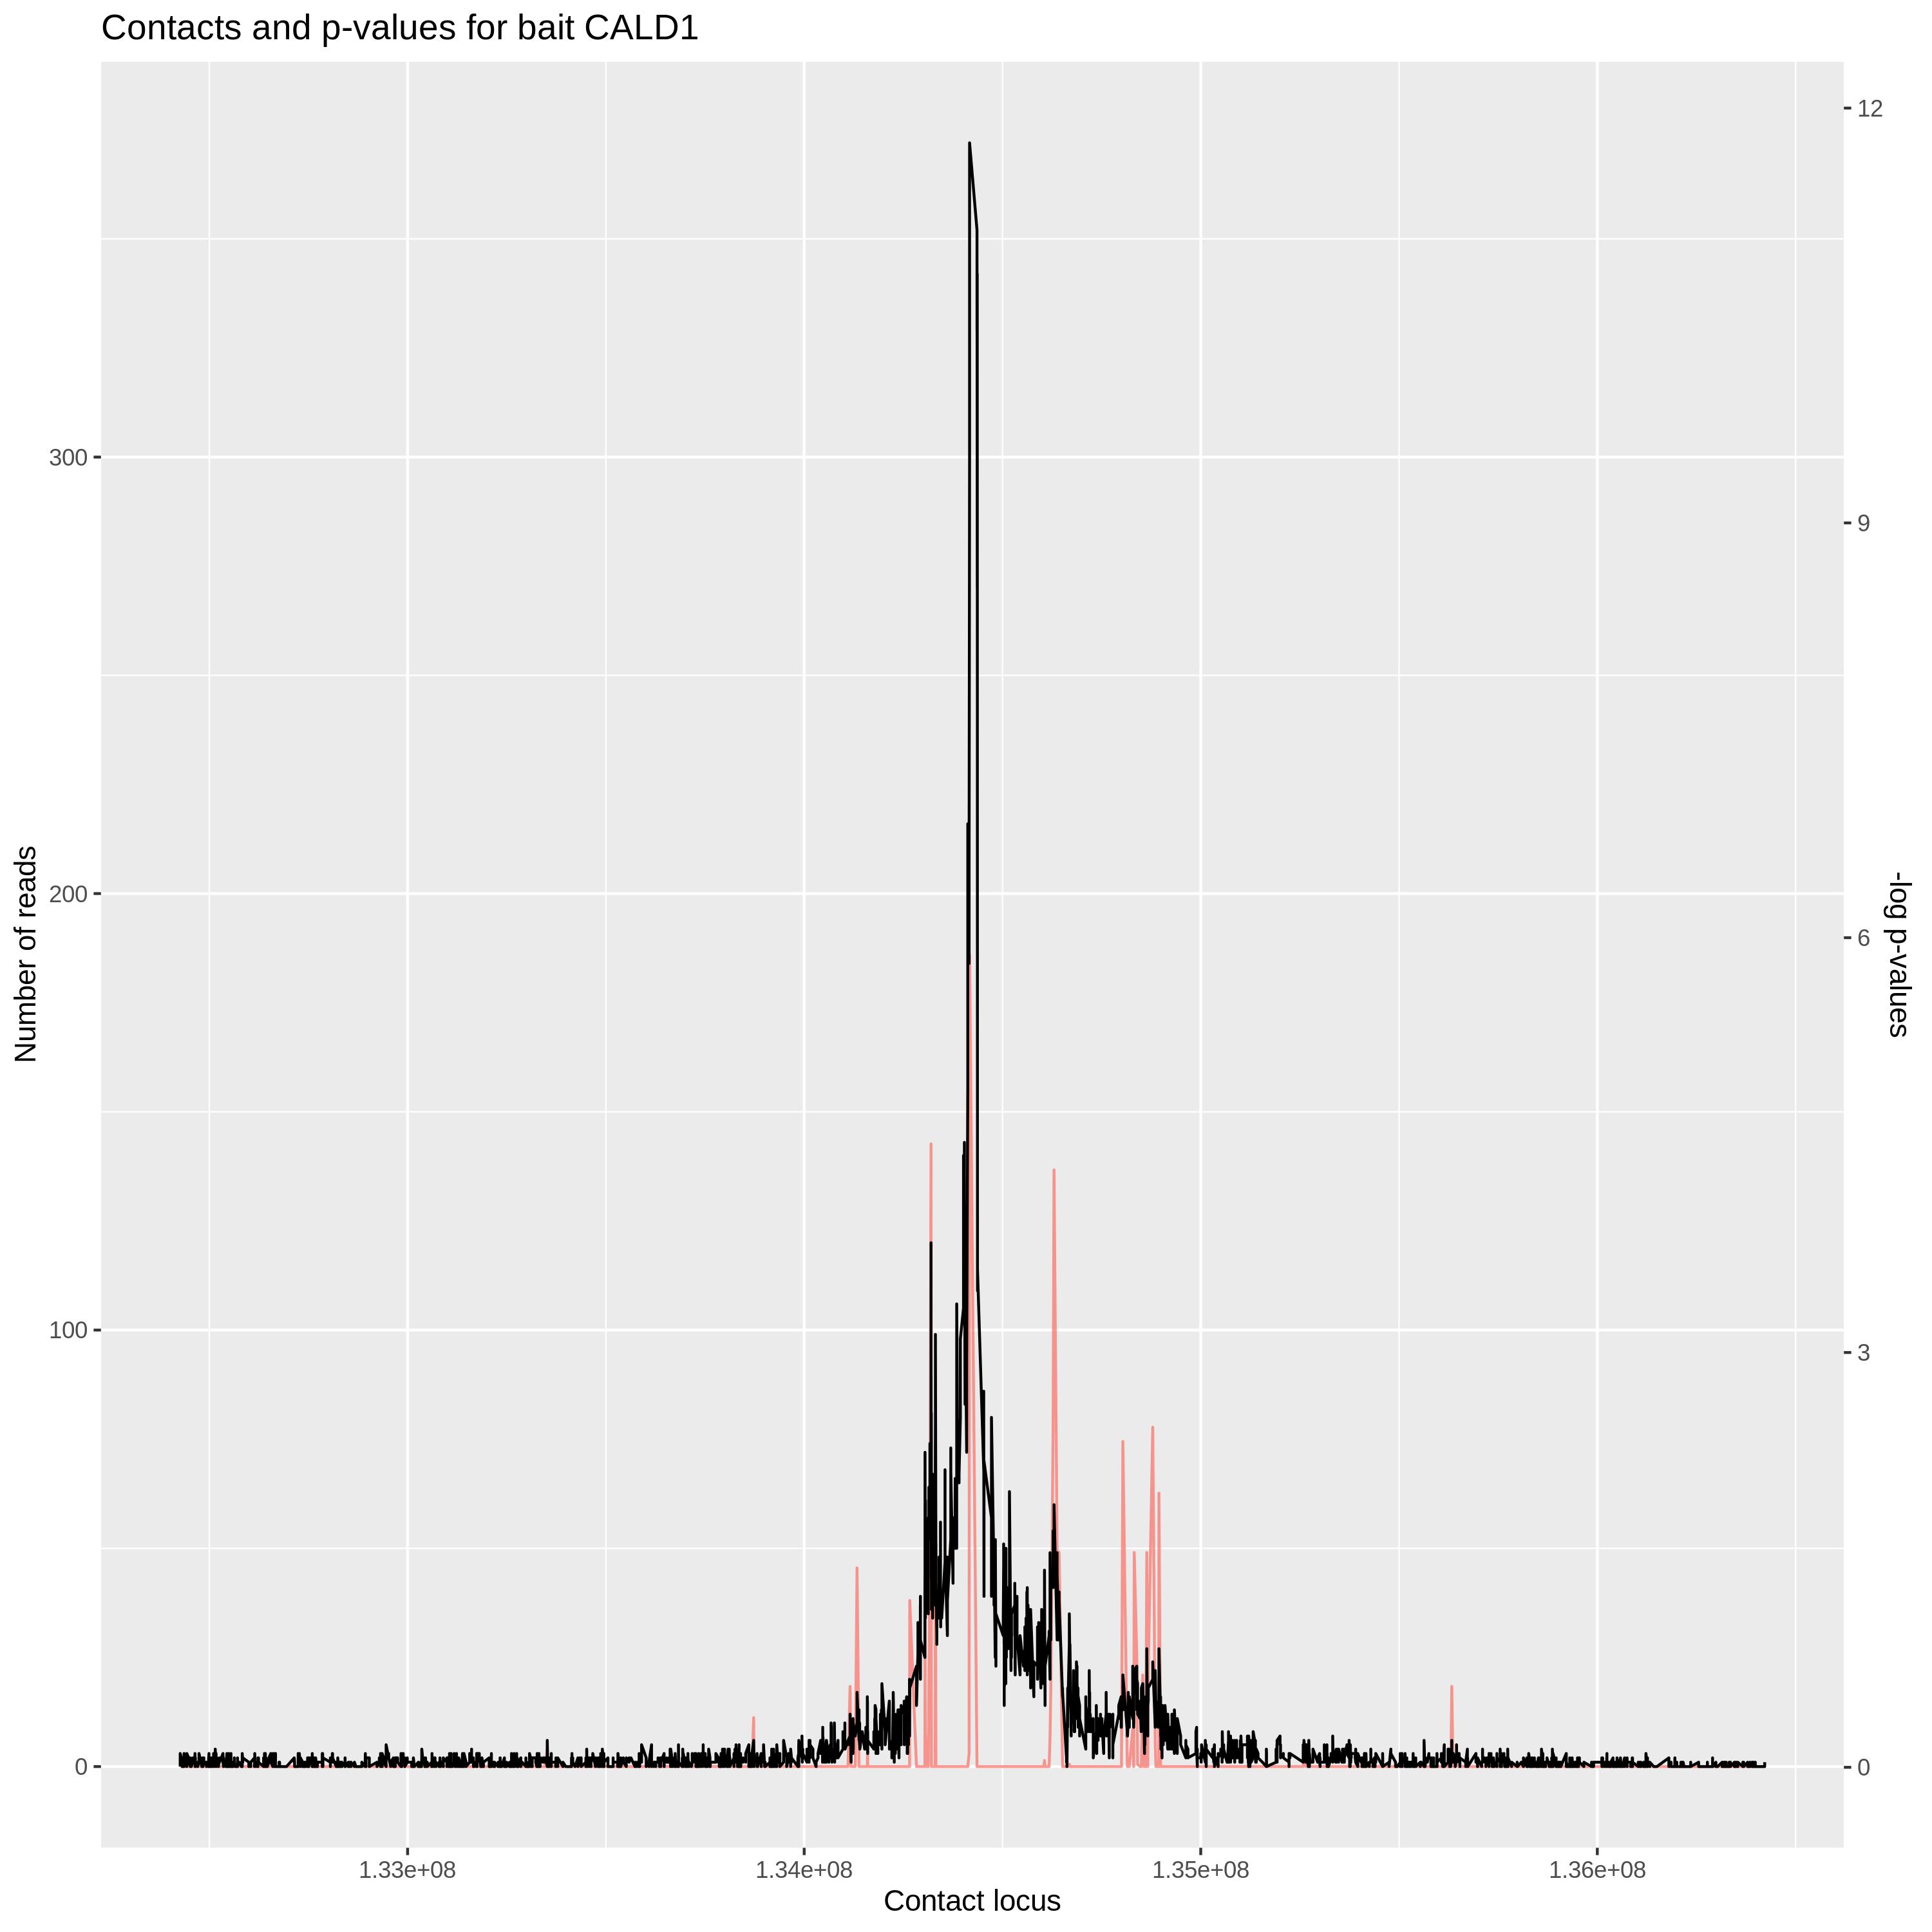 Contacts and p-values for bait CALD1
12
300
9
Number of reads
200
6
-log p-values
100
3
0
0
1.33e+08
1.34e+08
1.35e+08
1.36e+08
Contact locus